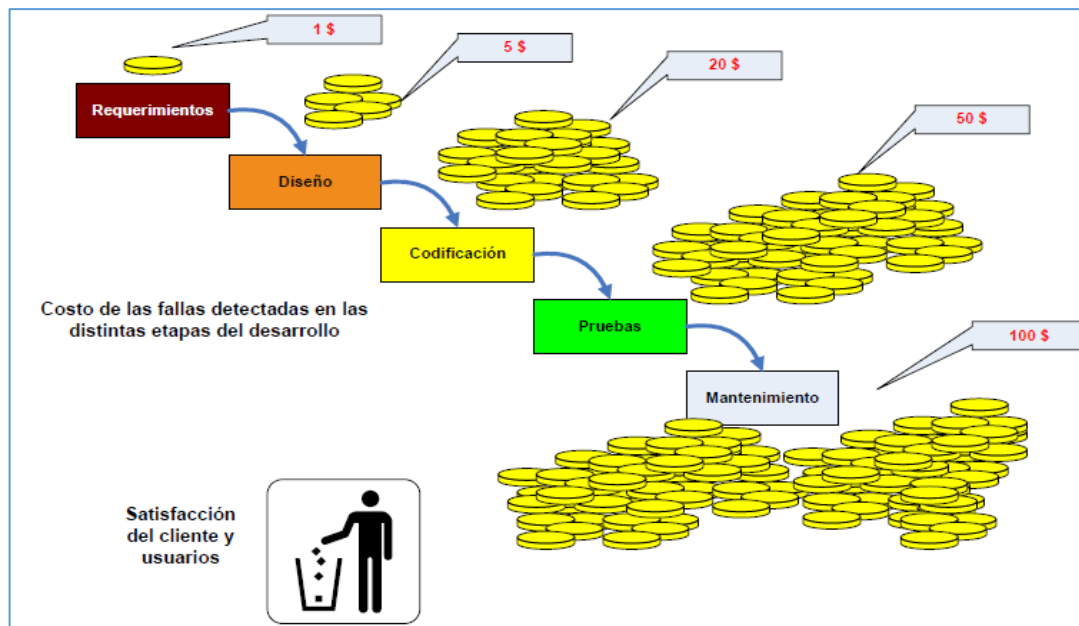 1 $
5 $
20 $
50 $
Requerimientos
Diseño
Codificación
Costo de las fallas detectadas en las
distintas etapas del desarrollo
Pruebas
100 $
Mantenimiento
Satisfacción
del cliente y
usuarios